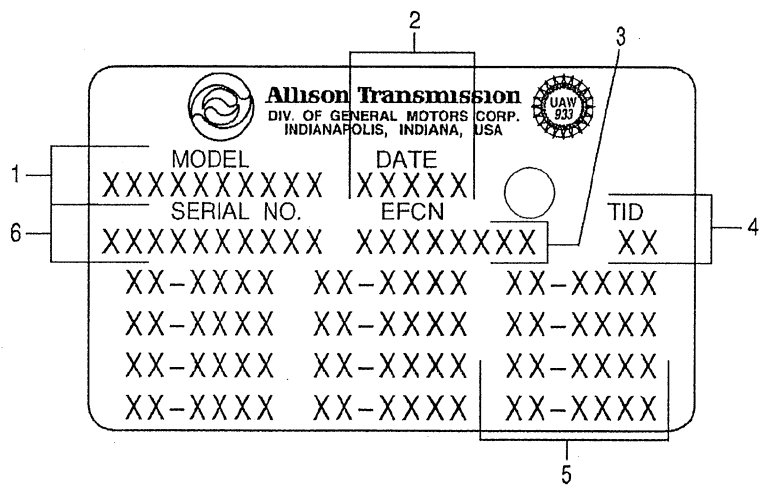 2
3
Allison Transmission
DIV. OF GENERAL MOTORS CORP.
INDIANAPOLIS, INDIANA, USA
UAW
933
1
MODEL DATE
XXXXXXXXXX XXXXX
6
SERIAL NO. EFCN TID
4
XXXXXXXXXX XXXXXXXX XX
XX-XXXX XX-XXXX XX-XXXX
XX-XXXX XX-XXXX XX-XXXX
XX-XXXX XX-XXXX XX-XXXX
XX-XXXX XX-XXXX XX-XXXX
5